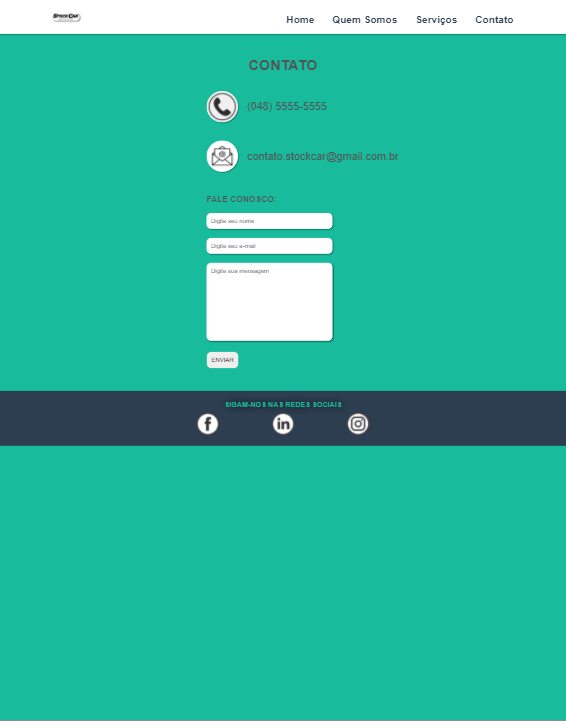 STOCKCAR
Home Quem Somos Serviços Contato
CONTATO
(048) 5555-5555
contato.stockcar@gmail.com.br
FALE CONOSCO:
Digite seu nome
Digite seu e-mail
Digite sua mensagem
ENVIAR
SIGAM-NOS NAS REDES SOCIAIS